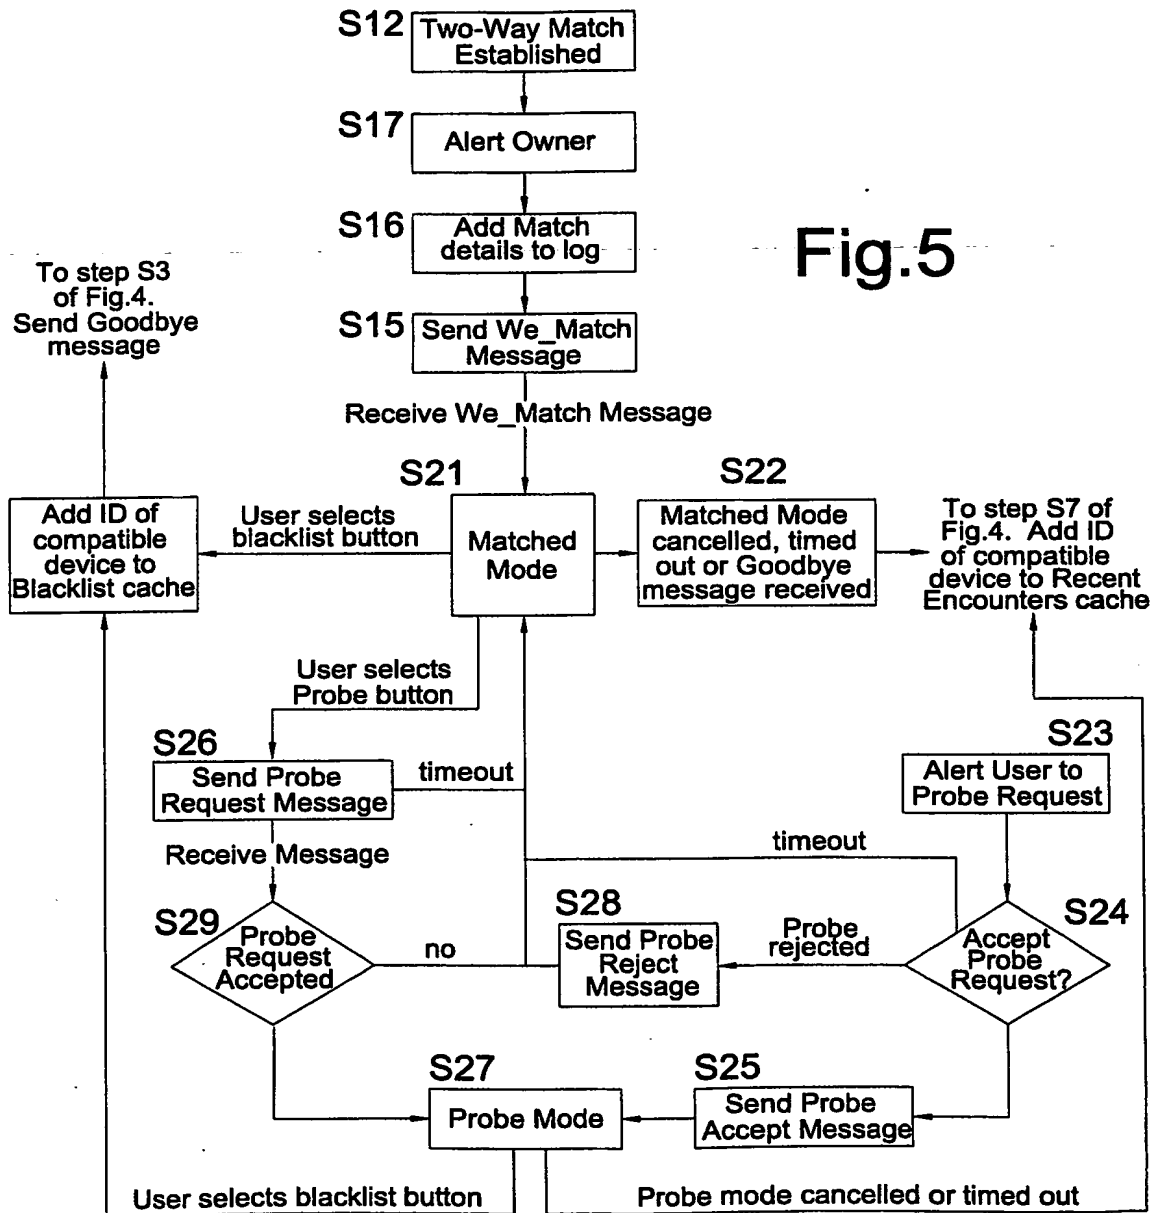 S12
Two-Way Match
Established
S17
Alert Owner
S16
Add Match
details to log
Fig.5
To step S3
of Fig.4.
Send Goodbye
message
S15
Send We_Match
Message
Receive We_Match Message
S21
S22
Add ID of
compatible
device to
Blacklist cache
User selects
blacklist button
Matched
Mode
Matched Mode
cancelled, timed
out or Goodbye
message received
To step S7 of
Fig.4. Add ID
of compatible
device to Recent
Encounters cache
User selects
Probe button
S26
Send Probe
Request Message
timeout
S23
Alert User to
Probe Request
Receive Message
timeout
S29
Probe
Request
Accepted
no
S28
Send Probe
Reject
Message
Probe
rejected
S24
Accept
Probe
Request?
S27
Probe Mode
S25
Send Probe
Accept Message
User selects blacklist button
Probe mode cancelled or timed out